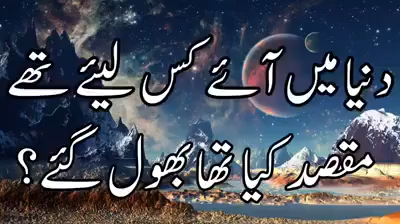 دنیا میں آئے کس لیئے تھے
مقصد کیا تھا بھول گئے؟